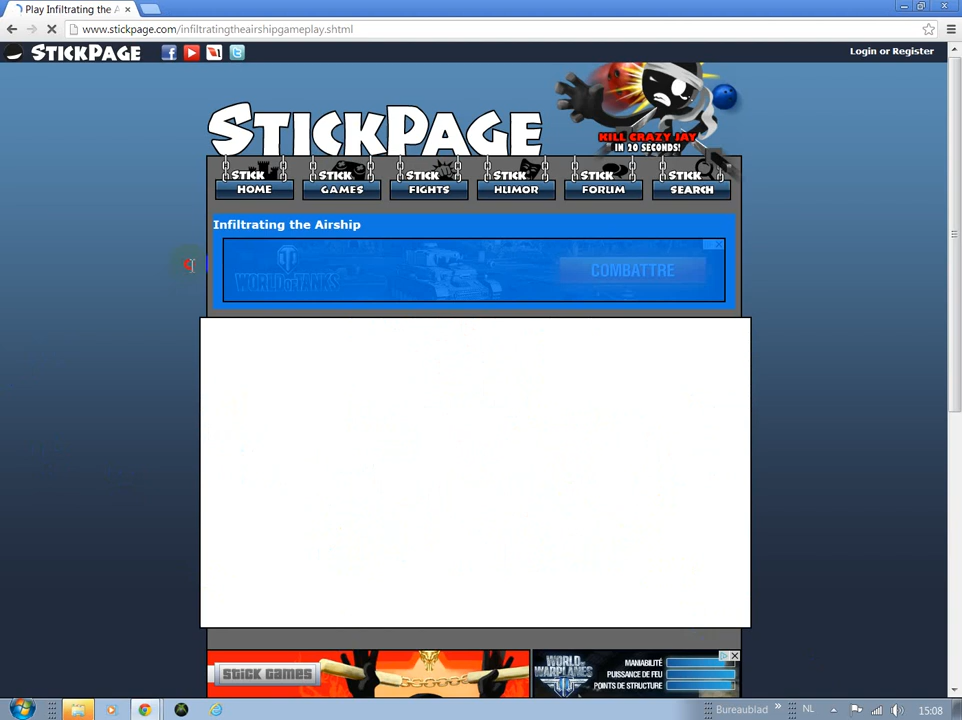 Play Infiltrating the A
www.stickpage.com/infiltratingtheairshipgameplay.shtml
STICKPAGE
Login or Register
STICKPAGE
KILL CRAZY JAY
IN 20 SECONDS!
STICK HOME
STICK GAMES
STICK FIGHTS
STICK HUMOR
STICK FORUM
STICK SEARCH
Infiltrating the Airship
WORLD OF TANKS
COMBATTRE
STICK GAMES
WORLD OF WARPLANES
MANIABILITÉ
PUISSANCE DE FEU
POINTS DE STRUCTURE
Bureaublad
NL
15:08